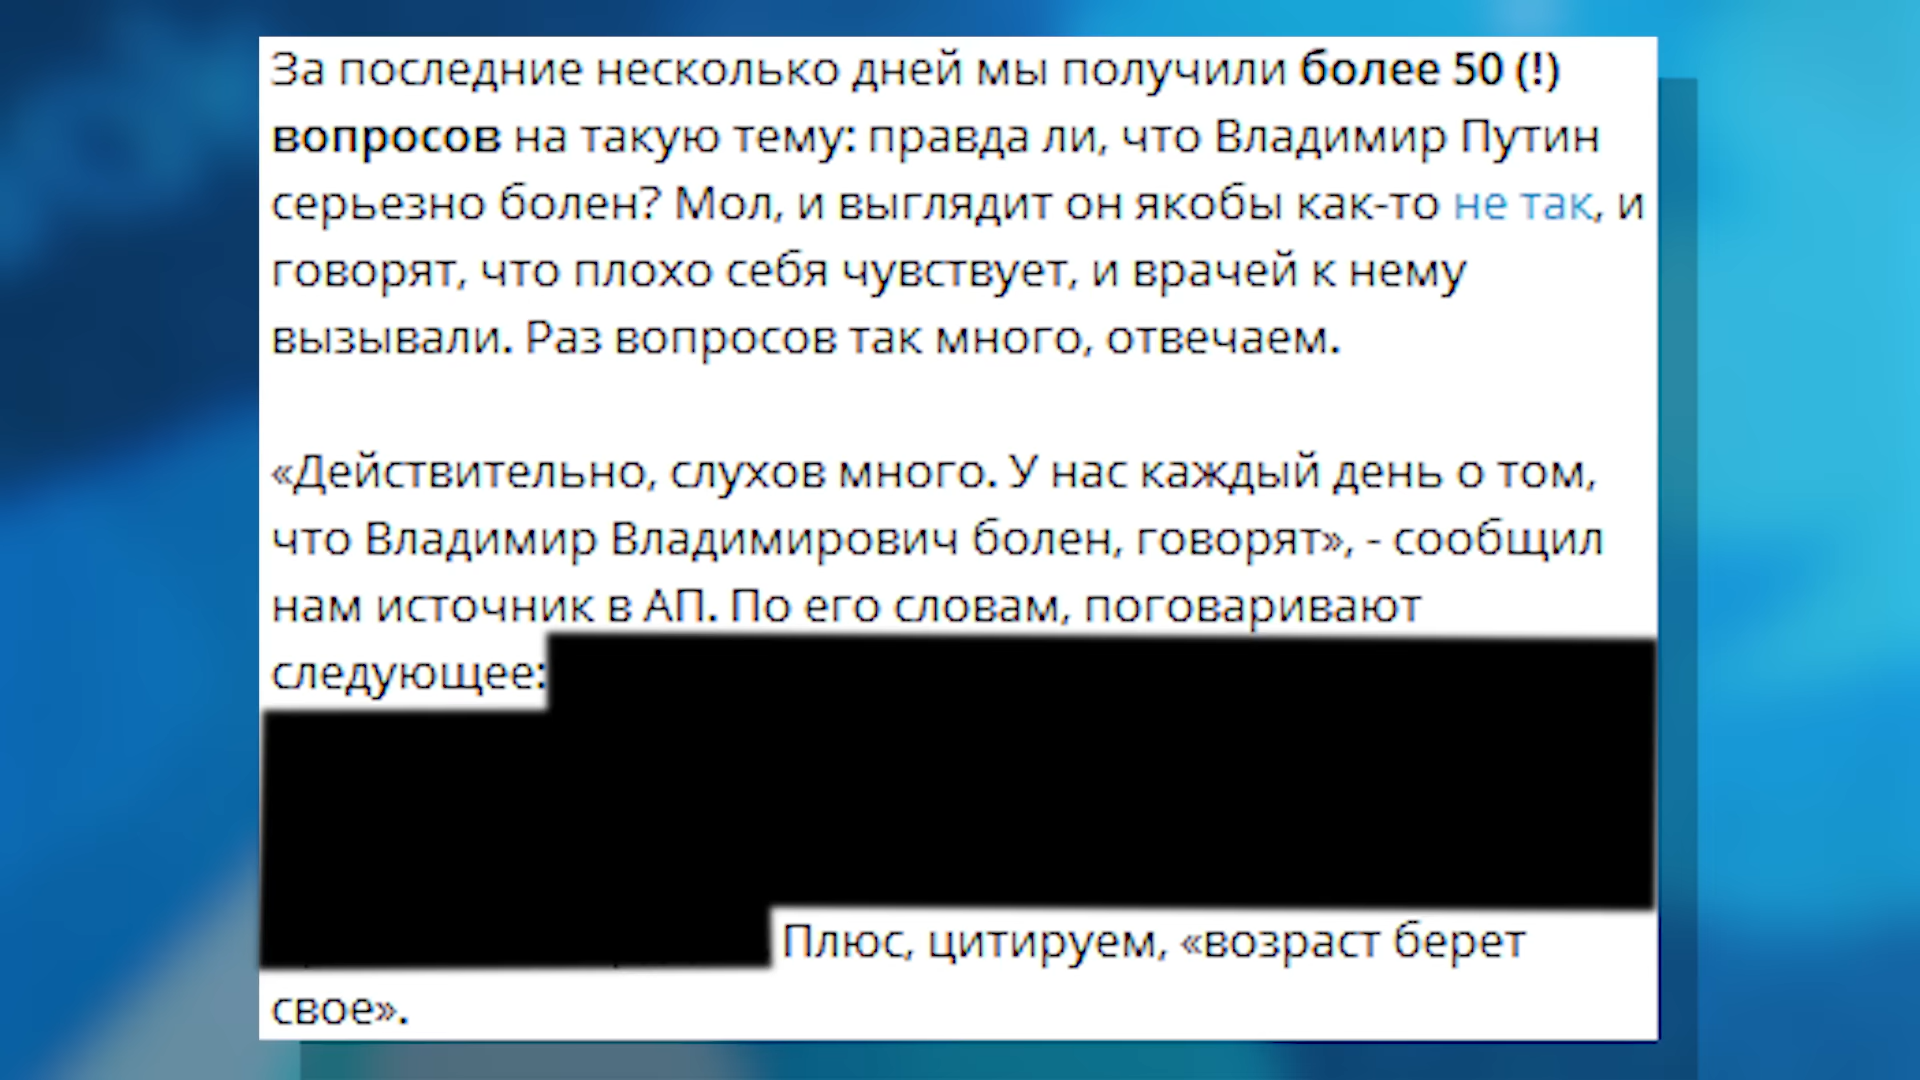 За последние несколько дней мы получили более 50 (!)
вопросов на такую тему: правда ли, что Владимир Путин
серьезно болен? Мол, и выглядит он якобы как-то не так, и
говорят, что плохо себя чувствует, и врачей к нему
вызывали. Раз вопросов так много, отвечаем.
«Действительно, слухов много. У нас каждый день о том,
что Владимир Владимирович болен, говорят», - сообщил
нам источник в АП. По его словам, поговаривают
следующее:
Плюс, цитируем, «возраст берет
свое».